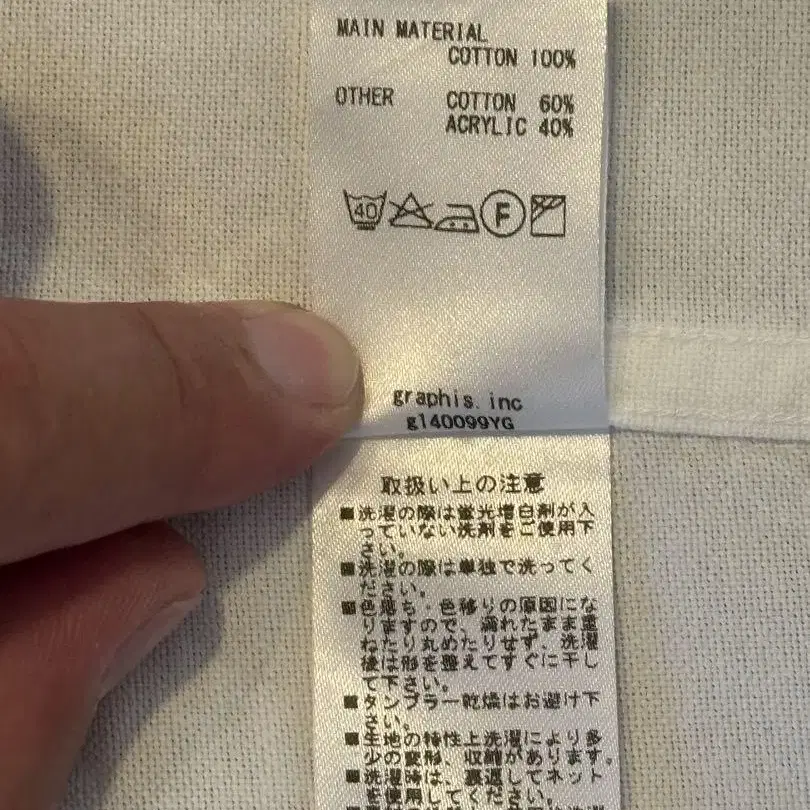 MAIN MATERIAL
COTTON 100%
OTHER COTTON 60%
ACRYLIC 40%
40
F
graphis.inc
g140099YG
取扱い上の注意
■洗濯の際は蛍光増白剤が入
っていない洗剤をご使用下
さい。
■洗濯の際は単独で洗ってく
ださい。
■色落ち・色移りの原因にな
りますので、濡れたまま重
ねたり丸めたりせず、洗濯
後は形を整えてすぐに干し
て下さい。
■タンブラー乾燥はお避け下
さい。
■生地の特性上洗濯により多
少の変形、収縮があります。
■洗濯時は、裏返してネット
を使用してください。